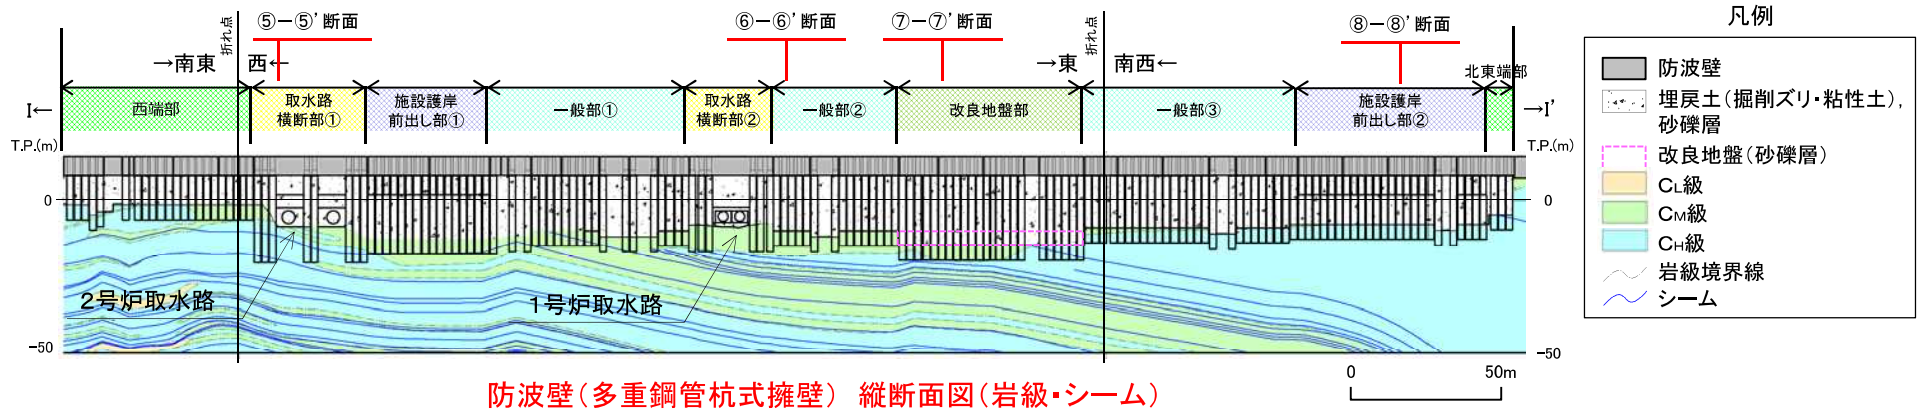 ⑤－⑤’断面
⑥－⑥’断面
⑦－⑦’断面
⑧－⑧’断面
折れ点
折れ点
→南東
西←
→東
南西←
北東端部
I←
→I’
西端部
取水路
横断部①
施設護岸
前出し部①
一般部①
取水路
横断部②
一般部②
改良地盤部
一般部③
施設護岸
前出し部②
T.P.(m)
T.P.(m)
0
0
2号炉取水路
1号炉取水路
−50
−50
0
50m
防波壁(多重鋼管杭式擁壁) 縦断面図(岩級・シーム)
凡例
防波壁
埋戻土(掘削ズリ・粘性土),
砂礫層
改良地盤(砂礫層)
CL級
CM級
CH級
岩級境界線
シーム